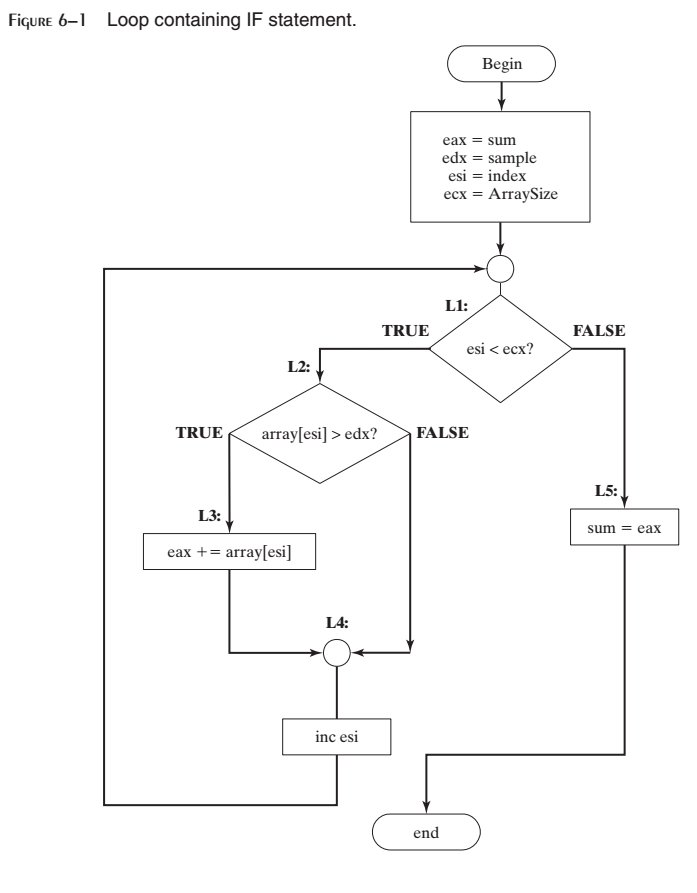 FIGURE 6–1 Loop containing IF statement.
Begin
eax = sum
edx = sample
esi = index
ecx = ArraySize
L1:
TRUE
esi < ecx?
FALSE
L2:
TRUE
array[esi] > edx?
FALSE
L5:
sum = eax
L3:
eax += array[esi]
L4:
inc esi
end